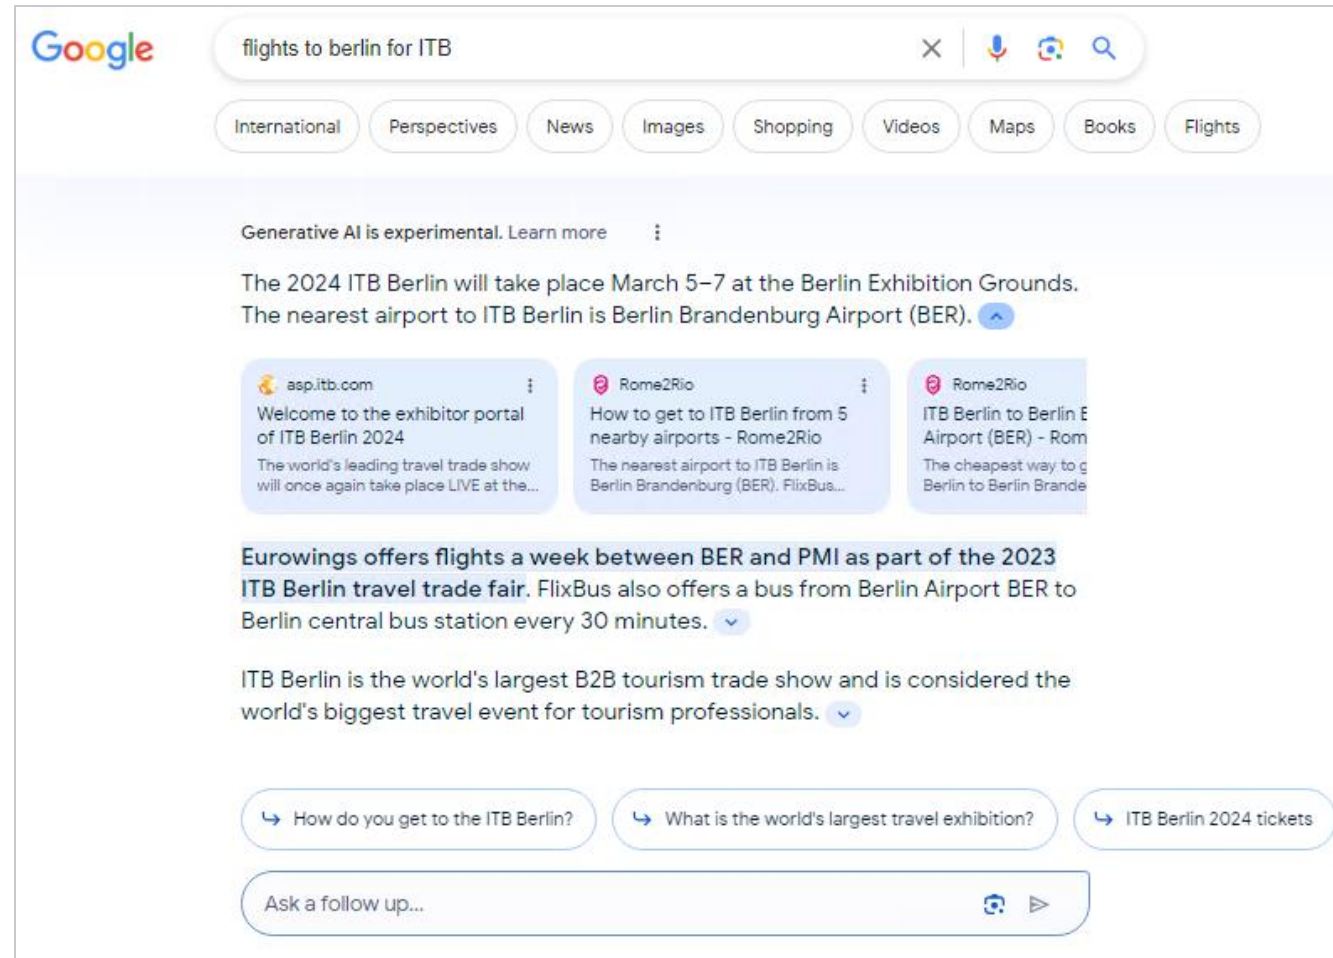 Google
flights to berlin for ITB
International
Perspectives
News
Images
Shopping
Videos
Maps
Books
Flights
Generative AI is experimental. Learn more
The 2024 ITB Berlin will take place March 5–7 at the Berlin Exhibition Grounds.
The nearest airport to ITB Berlin is Berlin Brandenburg Airport (BER).
asp.itb.com
Welcome to the exhibitor portal
of ITB Berlin 2024
The world's leading travel trade show
will once again take place LIVE at the...
Rome2Rio
How to get to ITB Berlin from 5
nearby airports - Rome2Rio
The nearest airport to ITB Berlin is
Berlin Brandenburg (BER). FlixBus...
Rome2Rio
ITB Berlin to Berlin
Airport (BER) - Rom
The cheapest way to
Berlin to Berlin Brande
Eurowings offers flights a week between BER and PMI as part of the 2023
ITB Berlin travel trade fair. FlixBus also offers a bus from Berlin Airport BER to
Berlin central bus station every 30 minutes.
ITB Berlin is the world's largest B2B tourism trade show and is considered the
world's biggest travel event for tourism professionals.
How do you get to the ITB Berlin?
What is the world's largest travel exhibition?
ITB Berlin 2024 tickets
Ask a follow up...